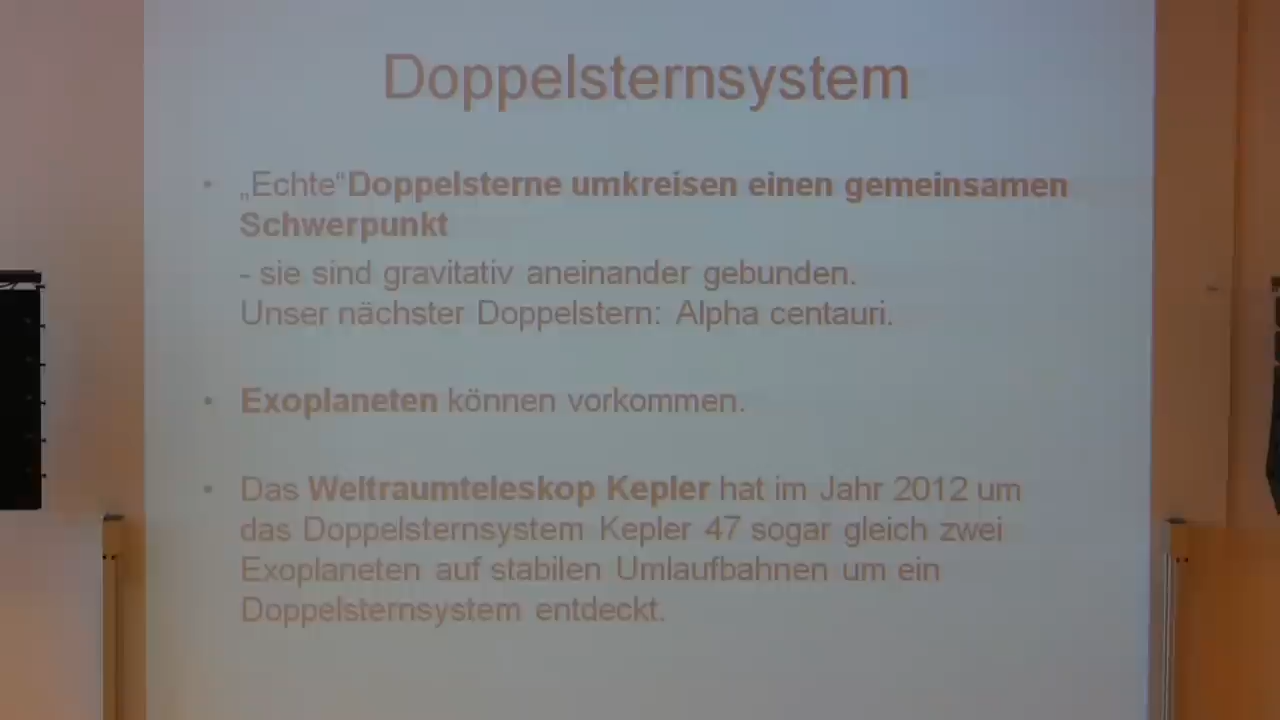 Doppelsternsystem
• „Echte“Doppelsterne umkreisen einen gemeinsamen
Schwerpunkt
- sie sind gravitativ aneinander gebunden.
Unser nächster Doppelstern: Alpha centauri.
• Exoplaneten können vorkommen.
• Das Weltraumteleskop Kepler hat im Jahr 2012 um
das Doppelsternsystem Kepler 47 sogar gleich zwei
Exoplaneten auf stabilen Umlaufbahnen um ein
Doppelsternsystem entdeckt.